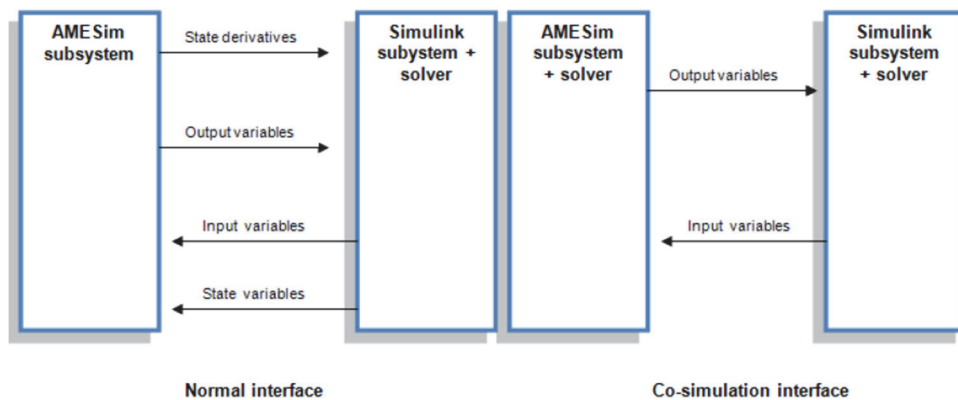 AMESim
subsystem
State derivatives
Output variables
Input variables
State variables
Simulink
subystem +
solver
Normal interface
AMESim
subsystem
+ solver
Output variables
Input variables
Simulink
subsystem
+ solver
Co-simulation interface